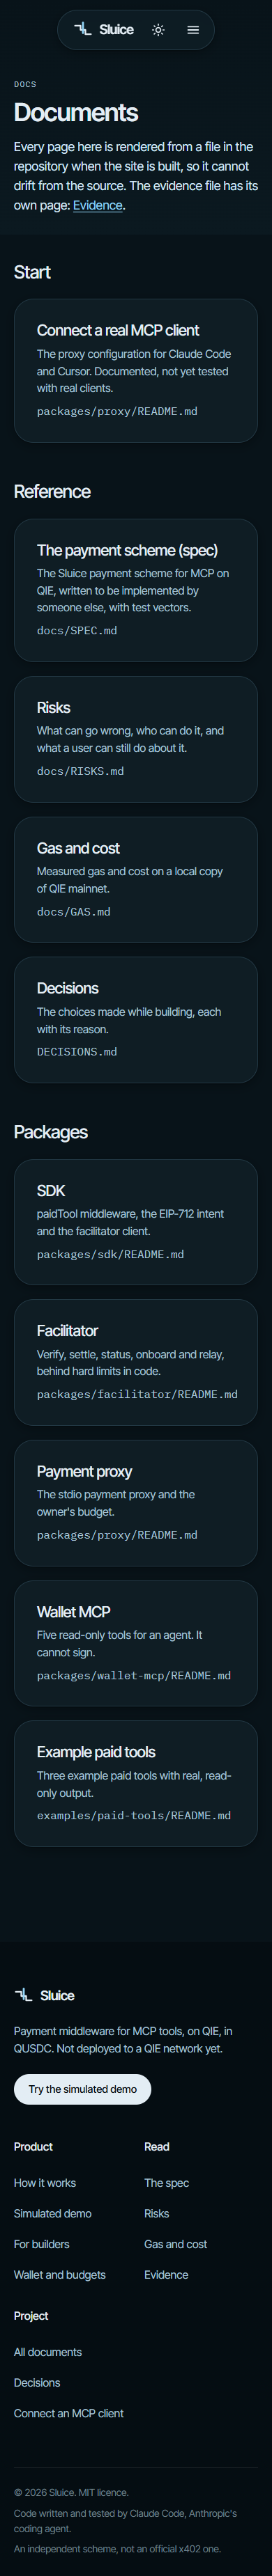 Sluice
DOCS
Documents
Every page here is rendered from a file in the
repository when the site is built, so it cannot
drift from the source. The evidence file has its
own page: Evidence.
Start
Connect a real MCP client
The proxy configuration for Claude Code
and Cursor. Documented, not yet tested
with real clients.
packages/proxy/README.md
Reference
The payment scheme (spec)
The Sluice payment scheme for MCP on
QIE, written to be implemented by
someone else, with test vectors.
docs/SPEC.md
Risks
What can go wrong, who can do it, and
what a user can still do about it.
docs/RISKS.md
Gas and cost
Measured gas and cost on a local copy
of QIE mainnet.
docs/GAS.md
Decisions
The choices made while building, each
with its reason.
DECISIONS.md
Packages
SDK
paidTool middleware, the EIP-712 intent
and the facilitator client.
packages/sdk/README.md
Facilitator
Verify, settle, status, onboard and relay,
behind hard limits in code.
packages/facilitator/README.md
Payment proxy
The stdio payment proxy and the
owner's budget.
packages/proxy/README.md
Wallet MCP
Five read-only tools for an agent. It
cannot sign.
packages/wallet-mcp/README.md
Example paid tools
Three example paid tools with real, read-
only output.
examples/paid-tools/README.md
Sluice
Payment middleware for MCP tools, on QIE, in
QUSDC. Not deployed to a QIE network yet.
Try the simulated demo
Product
How it works
Simulated demo
For builders
Wallet and budgets
Read
The spec
Risks
Gas and cost
Evidence
Project
All documents
Decisions
Connect an MCP client
© 2026 Sluice. MIT licence.
Code written and tested by Claude Code, Anthropic's
coding agent.
An independent scheme, not an official x402 one.